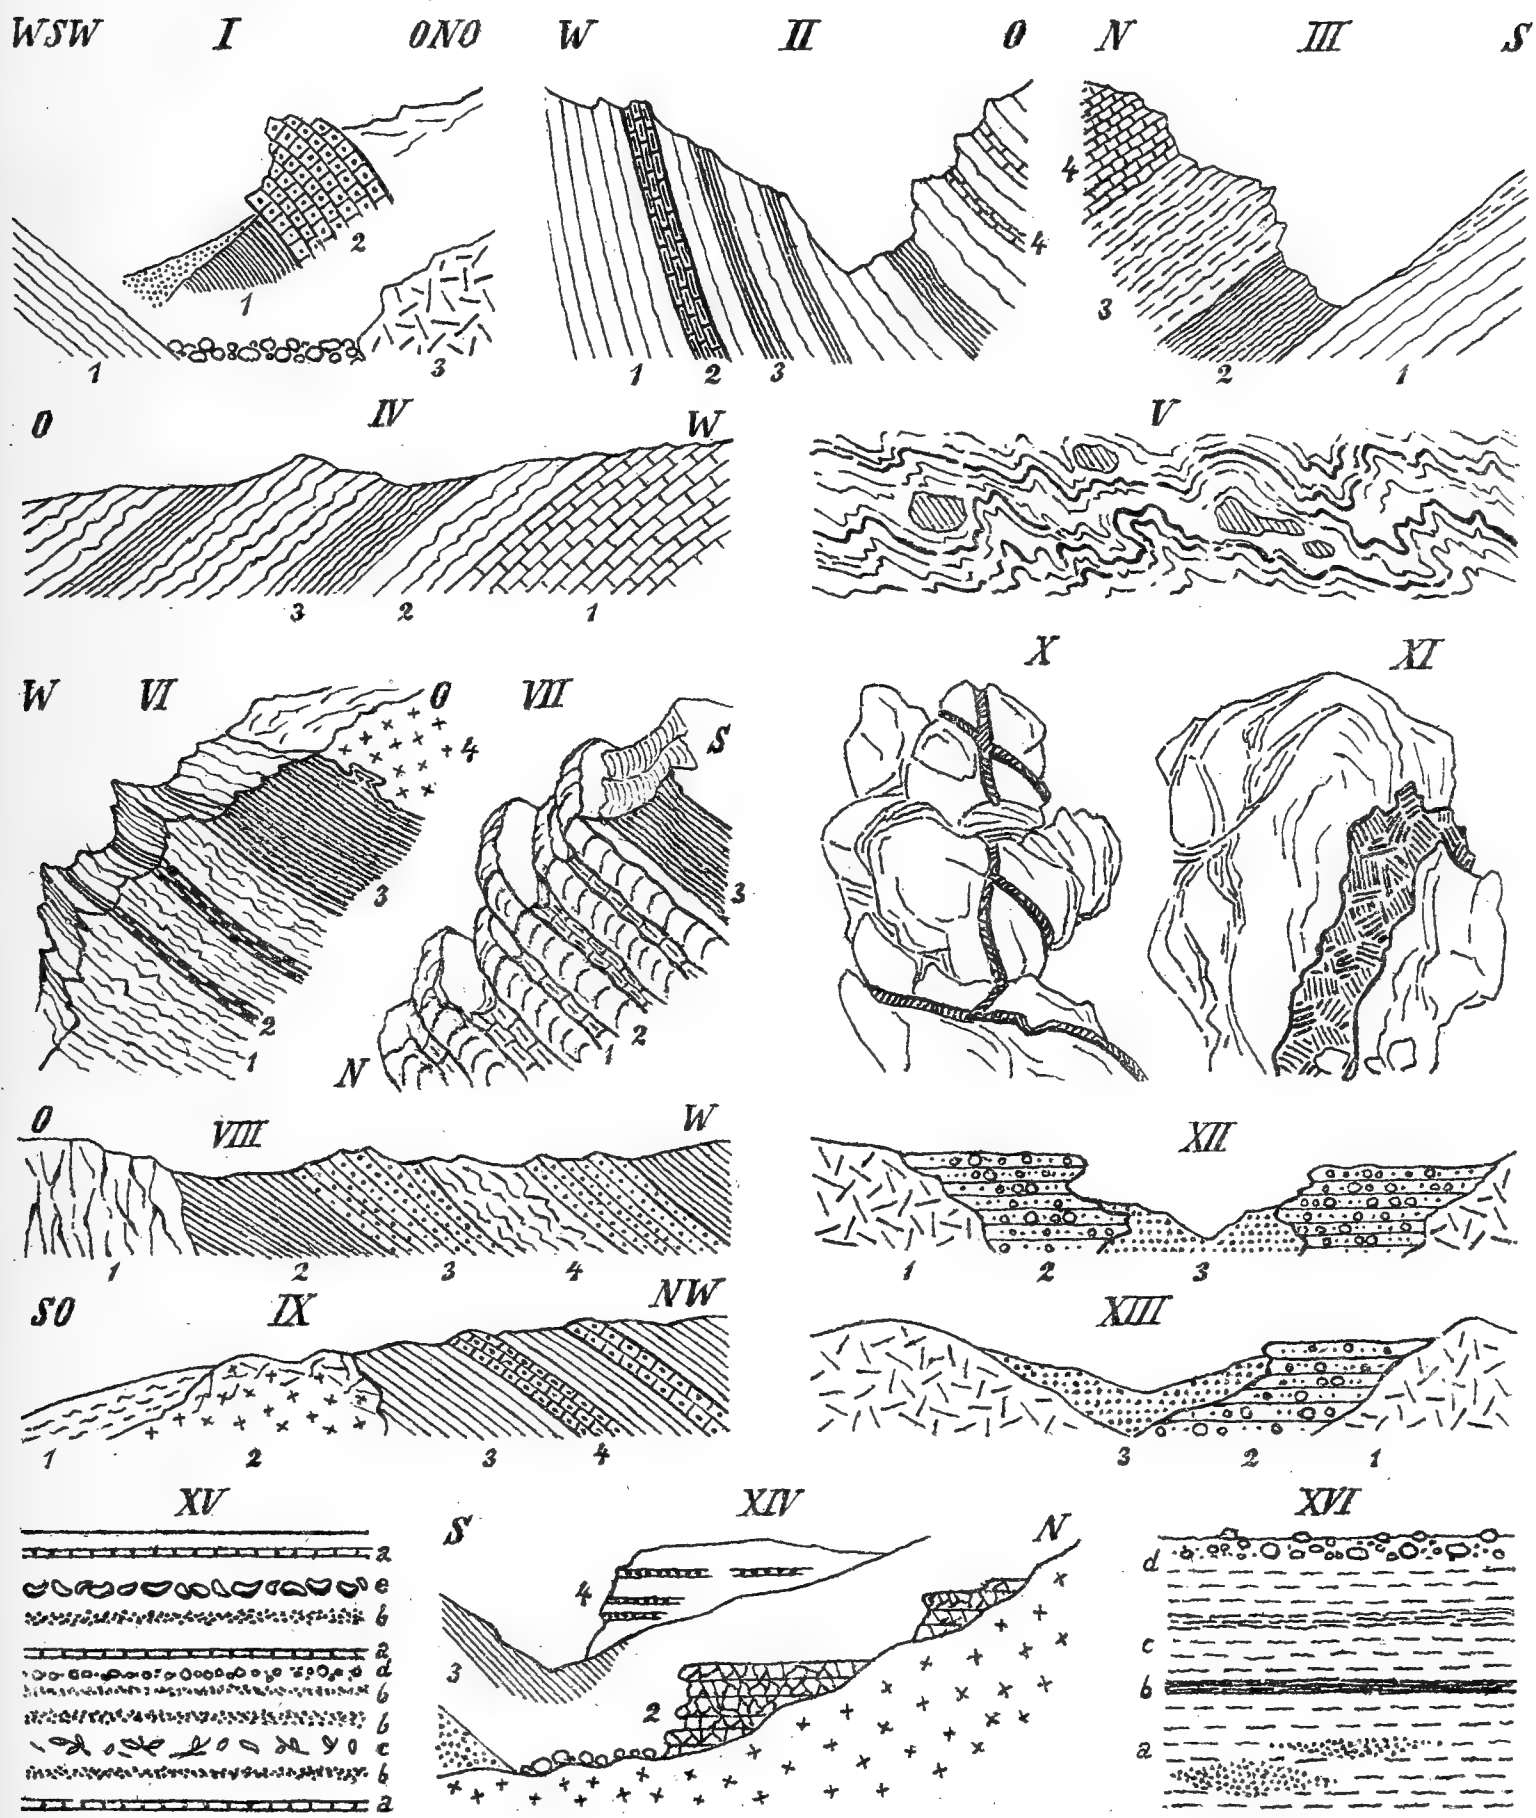 WSW I ONO W II O N III S
2
1
1 3
4
1 2 3
4
3
2 1
O IV W V
3 2 1
W VI O VII S X XI
4
3
2
1
3
2
1
N
O VIII W XII
1 2 3 4 1 2 3
SO IX NW XIII
1 2 3 4 3 2 1
XV S XIV N XVI
a
e
b
a
d
b
b
c
b
a
4
3
2
d
c
b
a